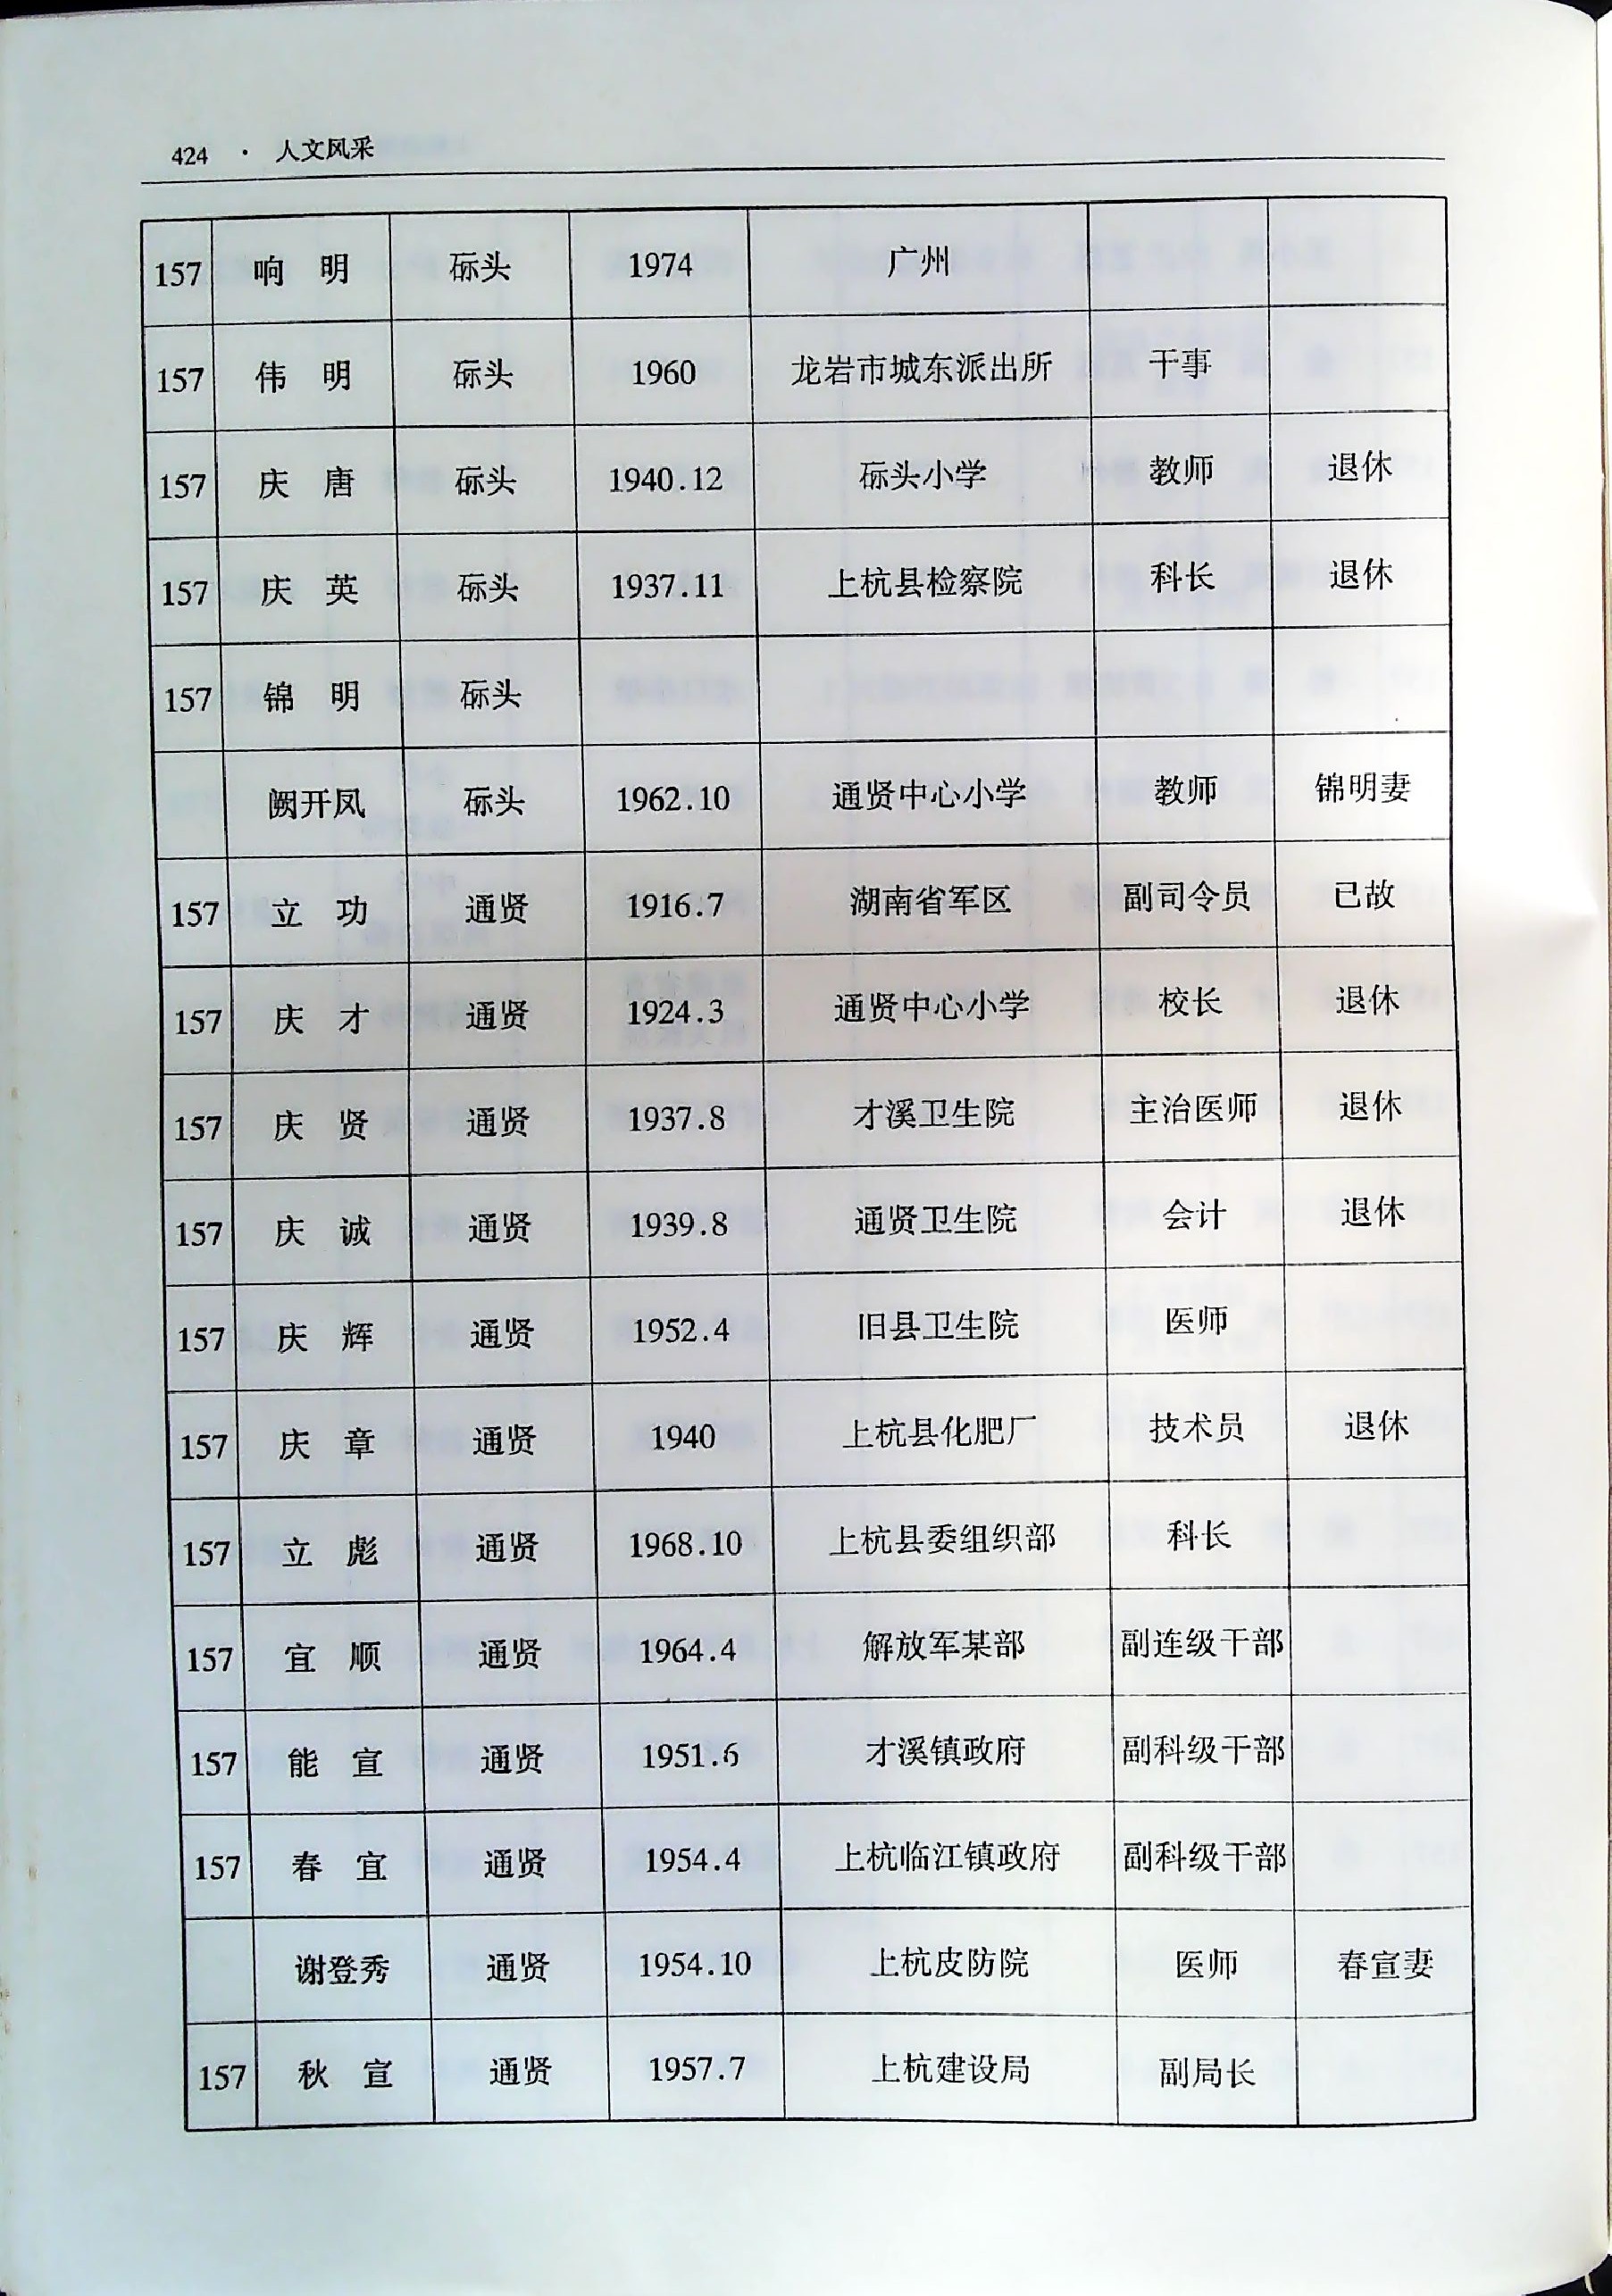 424 · 人文风采
157 响 明 砾头 1974 广州
157 伟 明 砾头 1960 龙岩市城东派出所 干事
157 庆 唐 砾头 1940.12 砾头小学 教师 退休
157 庆 英 砾头 1937.11 上杭县检察院 科长 退休
157 锦 明 砾头
阙开凤 砾头 1962.10 通贤中心小学 教师 锦明妻
157 立 功 通贤 1916.7 湖南省军区 副司令员 已故
157 庆 才 通贤 1924.3 通贤中心小学 校长 退休
157 庆 贤 通贤 1937.8 才溪卫生院 主治医师 退休
157 庆 诚 通贤 1939.8 通贤卫生院 会计 退休
157 庆 辉 通贤 1952.4 旧县卫生院 医师
157 庆 章 通贤 1940 上杭县化肥厂 技术员 退休
157 立 彪 通贤 1968.10 上杭县委组织部 科长
157 宜 顺 通贤 1964.4 解放军某部 副连级干部
157 能 宣 通贤 1951.6 才溪镇政府 副科级干部
157 春 宜 通贤 1954.4 上杭临江镇政府 副科级干部
谢登秀 通贤 1954.10 上杭皮防院 医师 春宣妻
157 秋 宣 通贤 1957.7 上杭建设局 副局长